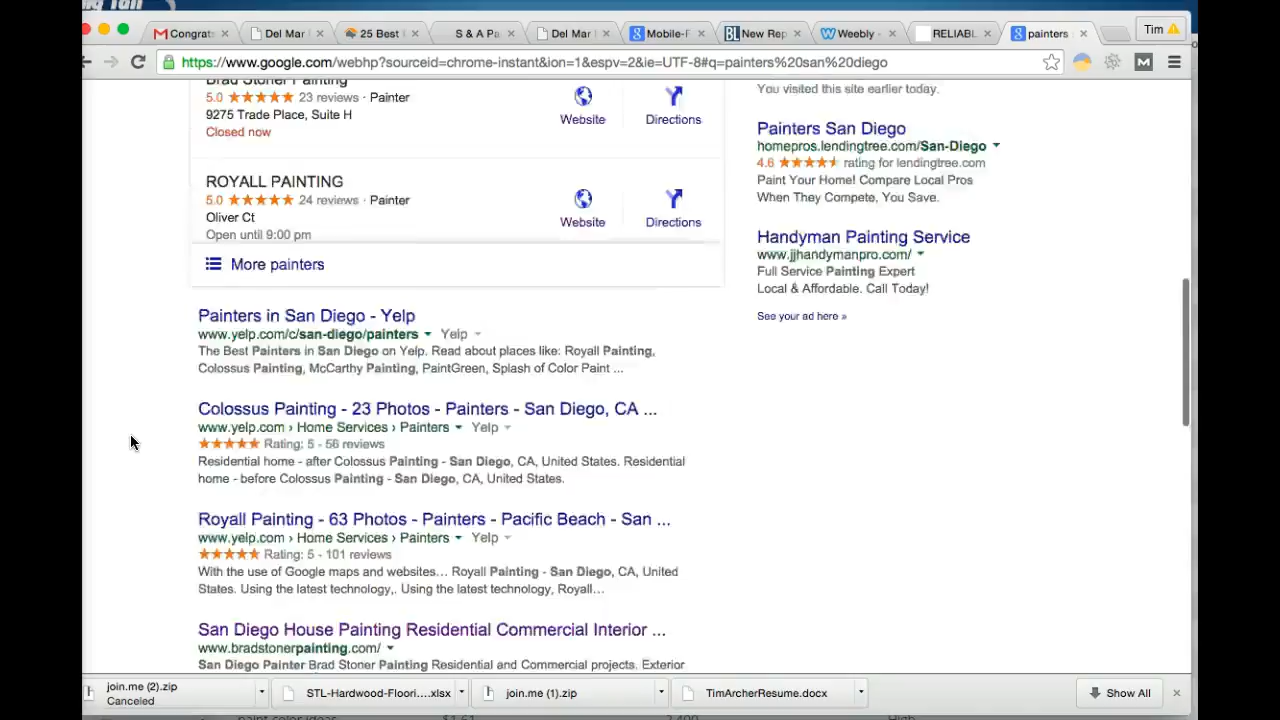 Congrats
Del Mar
25 Best
S & A Pa
Del Mar
Mobile-F
New Rep
Weebly -
RELIABL
painters
Tim
https://www.google.com/webhp?sourceid=chrome-instant&ion=1&espv=2&ie=UTF-8#q=painters%20san%20diego
Brad Stoner Painting
5.0 ★★★★★ 23 reviews · Painter
9275 Trade Place, Suite H
Closed now
Website
Directions
ROYALL PAINTING
5.0 ★★★★★ 24 reviews · Painter
Oliver Ct
Open until 9:00 pm
Website
Directions
More painters
Painters in San Diego - Yelp
www.yelp.com/c/san-diego/painters Yelp
The Best Painters in San Diego on Yelp. Read about places like: Royall Painting,
Colossus Painting, McCarthy Painting, PaintGreen, Splash of Color Paint ...
Colossus Painting - 23 Photos - Painters - San Diego, CA ...
www.yelp.com › Home Services › Painters Yelp
★★★★★ Rating: 5 - 56 reviews
Residential home - after Colossus Painting - San Diego, CA, United States. Residential
home - before Colossus Painting - San Diego, CA, United States.
Royall Painting - 63 Photos - Painters - Pacific Beach - San ...
www.yelp.com › Home Services › Painters Yelp
★★★★★ Rating: 5 - 101 reviews
With the use of Google maps and websites... Royall Painting - San Diego, CA, United
States. Using the latest technology,. Using the latest technology, Royall...
San Diego House Painting Residential Commercial Interior ...
www.bradstonerpainting.com/
San Diego Painter Brad Stoner Painting Residential and Commercial projects. Exterior
You visited this site earlier today.
Painters San Diego
homepros.lendingtree.com/San-Diego
4.6 ★★★★★ rating for lendingtree.com
Paint Your Home! Compare Local Pros
When They Compete, You Save.
Handyman Painting Service
www.jjhandymanpro.com/
Full Service Painting Expert
Local & Affordable. Call Today!
See your ad here »
join.me (2).zip
Canceled
STL-Hardwood-Floori....xlsx
join.me (1).zip
TimArcherResume.docx
Show All
paint color ideas $1.61 2,400 High